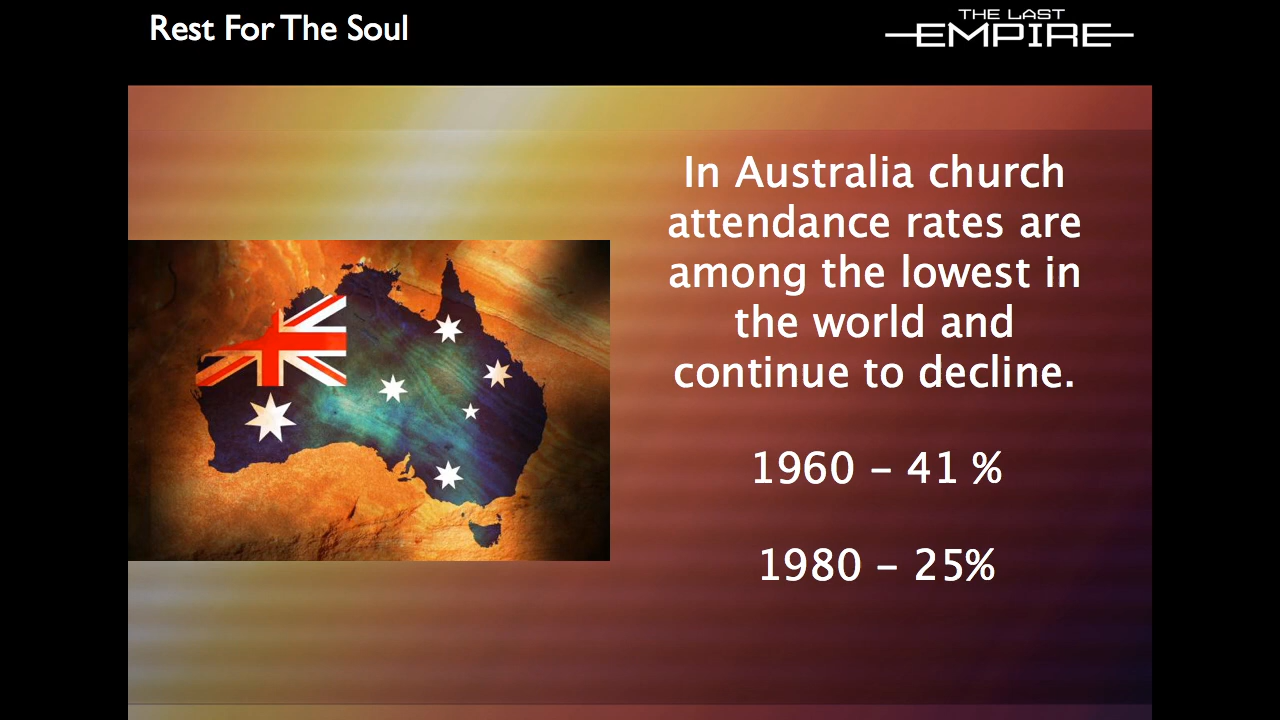 Rest For The Soul
THE LAST
EMPIRE
In Australia church
attendance rates are
among the lowest in
the world and
continue to decline.
1960 – 41 %
1980 – 25%